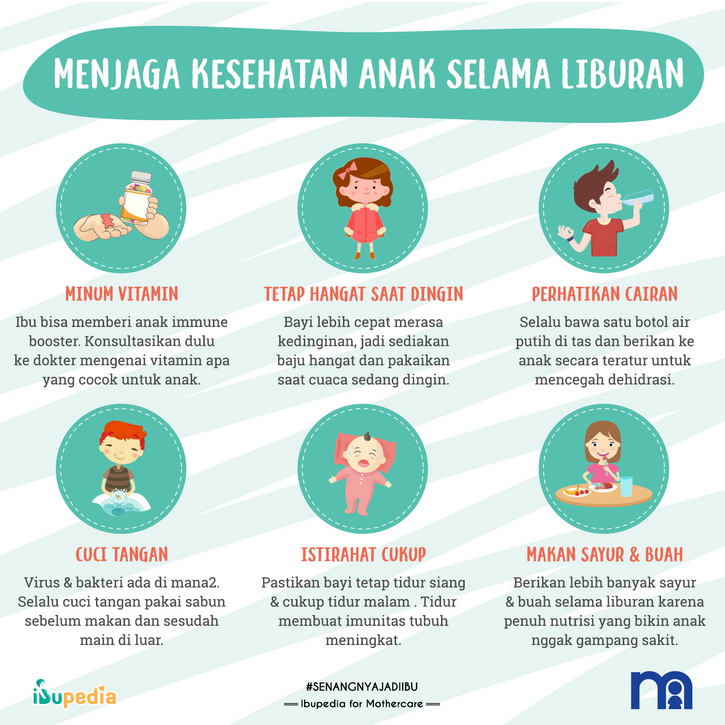 MENJAGA KESEHATAN ANAK SELAMA LIBURAN
MINUM VITAMIN
Ibu bisa memberi anak immune
booster. Konsultasikan dulu
ke dokter mengenai vitamin apa
yang cocok untuk anak.
TETAP HANGAT SAAT DINGIN
Bayi lebih cepat merasa
kedinginan, jadi sediakan
baju hangat dan pakaikan
saat cuaca sedang dingin.
PERHATIKAN CAIRAN
Selalu bawa satu botol air
putih di tas dan berikan ke
anak secara teratur untuk
mencegah dehidrasi.
CUCI TANGAN
Virus & bakteri ada di mana2.
Selalu cuci tangan pakai sabun
sebelum makan dan sesudah
main di luar.
ISTIRAHAT CUKUP
Pastikan bayi tetap tidur siang
& cukup tidur malam . Tidur
membuat imunitas tubuh
meningkat.
MAKAN SAYUR & BUAH
Berikan lebih banyak sayur
& buah selama liburan karena
penuh nutrisi yang bikin anak
nggak gampang sakit.
ibupedia
#SENANGNYAJADIIBU
Ibupedia for Mothercare
m